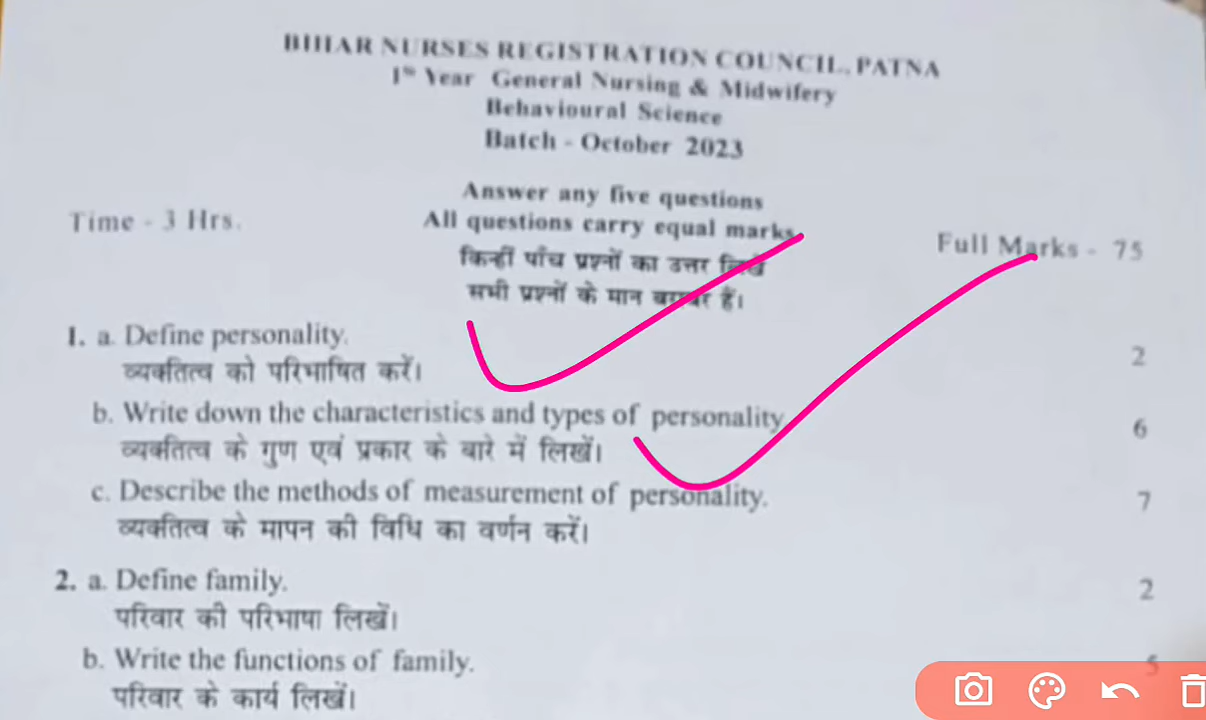 BIHAR NURSES REGISTRATION COUNCIL, PATNA
1st Year General Nursing & Midwifery
Behavioural Science
Batch - October 2023
Answer any five questions
Time - 3 Hrs.
All questions carry equal marks
Full Marks - 75
किन्हीं पाँच प्रश्नों का उत्तर लिखें
सभी प्रश्नों के मान बराबर हैं।
1. a. Define personality. 2
व्यक्तित्व को परिभाषित करें।
b. Write down the characteristics and types of personality 6
व्यक्तित्व के गुण एवं प्रकार के बारे में लिखें।
c. Describe the methods of measurement of personality. 7
व्यक्तित्व के मापन की विधि का वर्णन करें।
2. a. Define family. 2
परिवार की परिभाषा लिखें।
b. Write the functions of family. 5
परिवार के कार्य लिखें।